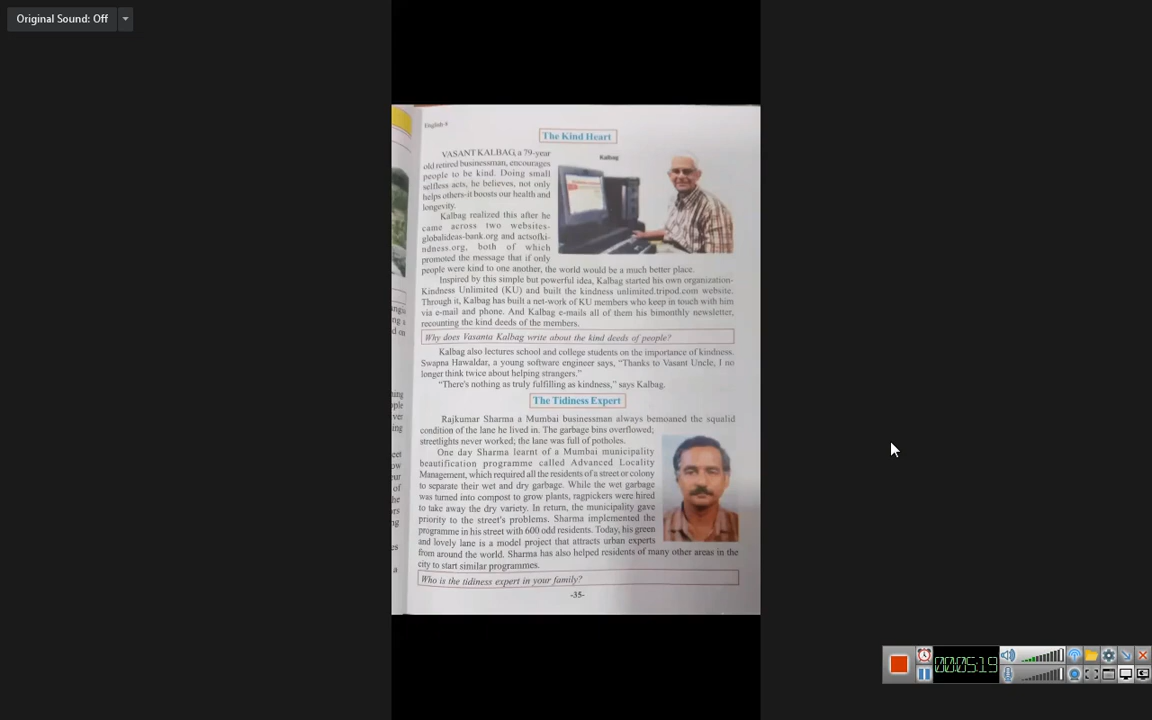 Original Sound: Off
English 4
The Kind Heart
VASANT KALBAG, a 79-year
old retired businessman, encourages
people to be kind. Doing small
selfless acts, he believes, not only
helps others-it boosts our health and
longevity.
Kalbag
Kalbag realized this after he
came across two websites-
globalideas-bank.org and actsofki-
ndness.org, both of which
promoted the message that if only
people were kind to one another, the world would be a much better place.
Inspired by this simple but powerful idea, Kalbag started his own organization-
Kindness Unlimited (KU) and built the kindness unlimited.tripod.com website.
Through it, Kalbag has built a net-work of KU members who keep in touch with him
via e-mail and phone. And Kalbag e-mails all of them his bimonthly newsletter,
recounting the kind deeds of the members.
Why does Vasanta Kalbag write about the kind deeds of people?
Kalbag also lectures school and college students on the importance of kindness.
Swapna Hawaldar, a young software engineer says, "Thanks to Vasant Uncle, I no
longer think twice about helping strangers."
"There's nothing as truly fulfilling as kindness," says Kalbag.
The Tidiness Expert
Rajkumar Sharma a Mumbai businessman always bemoaned the squalid
condition of the lane he lived in. The garbage bins overflowed;
streetlights never worked; the lane was full of potholes.
One day Sharma learnt of a Mumbai municipality
beautification programme called Advanced Locality
Management, which required all the residents of a street or colony
to separate their wet and dry garbage. While the wet garbage
was turned into compost to grow plants, ragpickers were hired
to take away the dry variety. In return, the municipality gave
priority to the street's problems. Sharma implemented the
programme in his street with 600 odd residents. Today, his green
and lovely lane is a model project that attracts urban experts
from around the world. Sharma has also helped residents of many other areas in the
city to start similar programmes.
Who is the tidiness expert in your family?
-35-
00:05:19